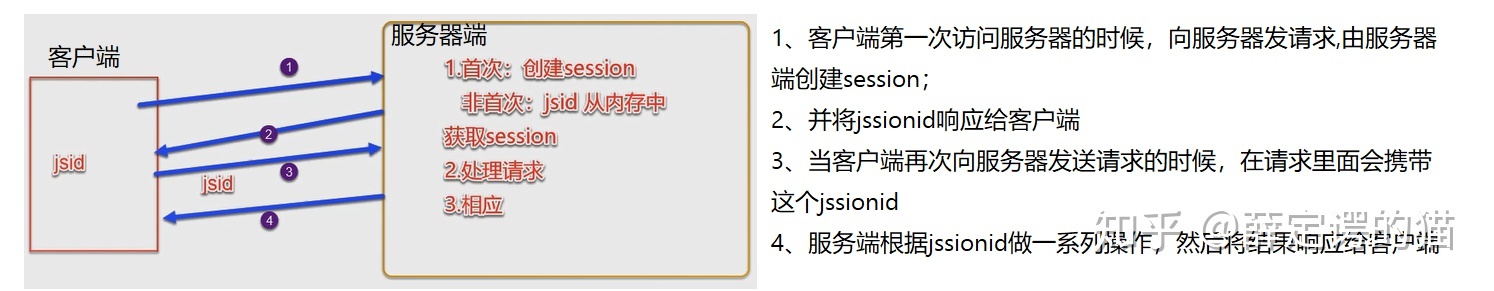 客户端
服务器端
1.首次：创建session
非首次：jsid 从内存中
获取session
2.处理请求
3.相应
1
2
3
4
jsid
jsid
1、客户端第一次访问服务器的时候，向服务器发请求,由服务器
端创建session；
2、并将jssionid响应给客户端
3、当客户端再次向服务器发送请求的时候，在请求里面会携带
这个jssionid
4、服务端根据jssionid做一系列操作，然后将结果响应给客户端
知乎 @薛定谔的猫